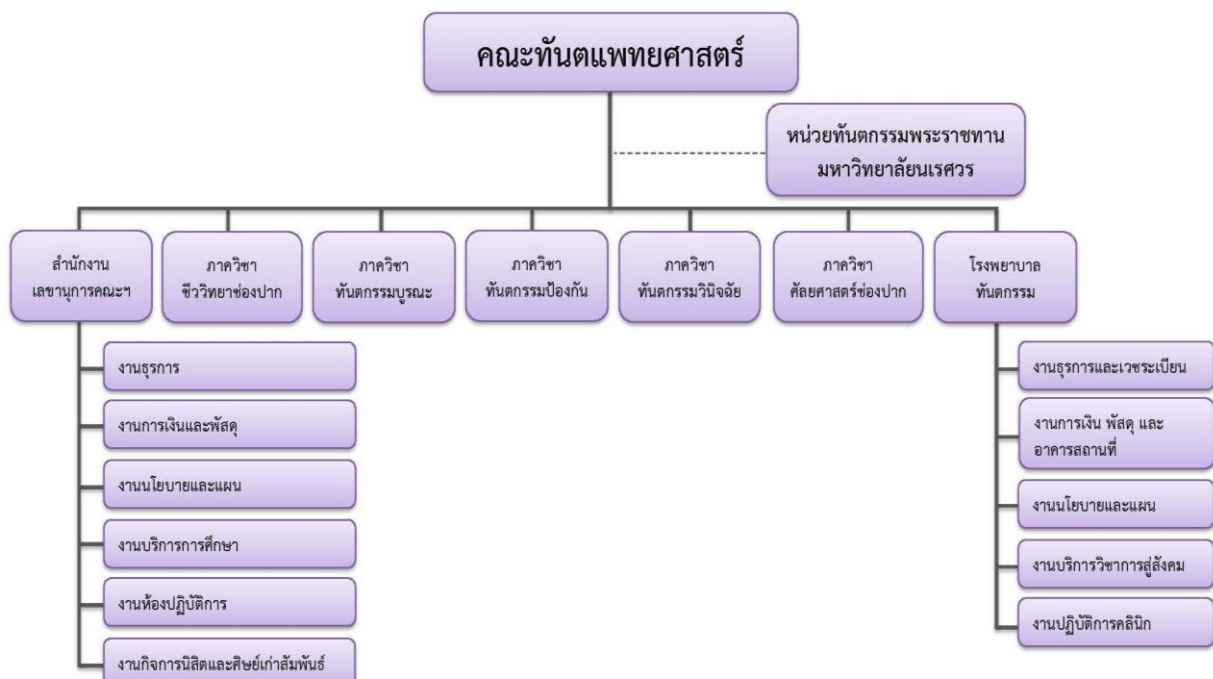 คณะทันตแพทยศาสตร์
หน่วยทันตกรรมพระราชทาน
มหาวิทยาลัยนเรศวร
สำนักงาน
เลขานุการคณะฯ
ภาควิชา
ชีววิทยาช่องปาก
ภาควิชา
ทันตกรรมบูรณะ
ภาควิชา
ทันตกรรมป้องกัน
ภาควิชา
ทันตกรรมวินิจฉัย
ภาควิชา
ศัลยศาสตร์ช่องปาก
โรงพยาบาล
ทันตกรรม
งานธุรการ
งานการเงินและพัสดุ
งานนโยบายและแผน
งานบริการการศึกษา
งานห้องปฏิบัติการ
งานกิจการนิสิตและศิษย์เก่าสัมพันธ์
งานธุรการและเวชระเบียน
งานการเงิน พัสดุ และ
อาคารสถานที่
งานนโยบายและแผน
งานบริการวิชาการสู่สังคม
งานปฏิบัติการคลินิก